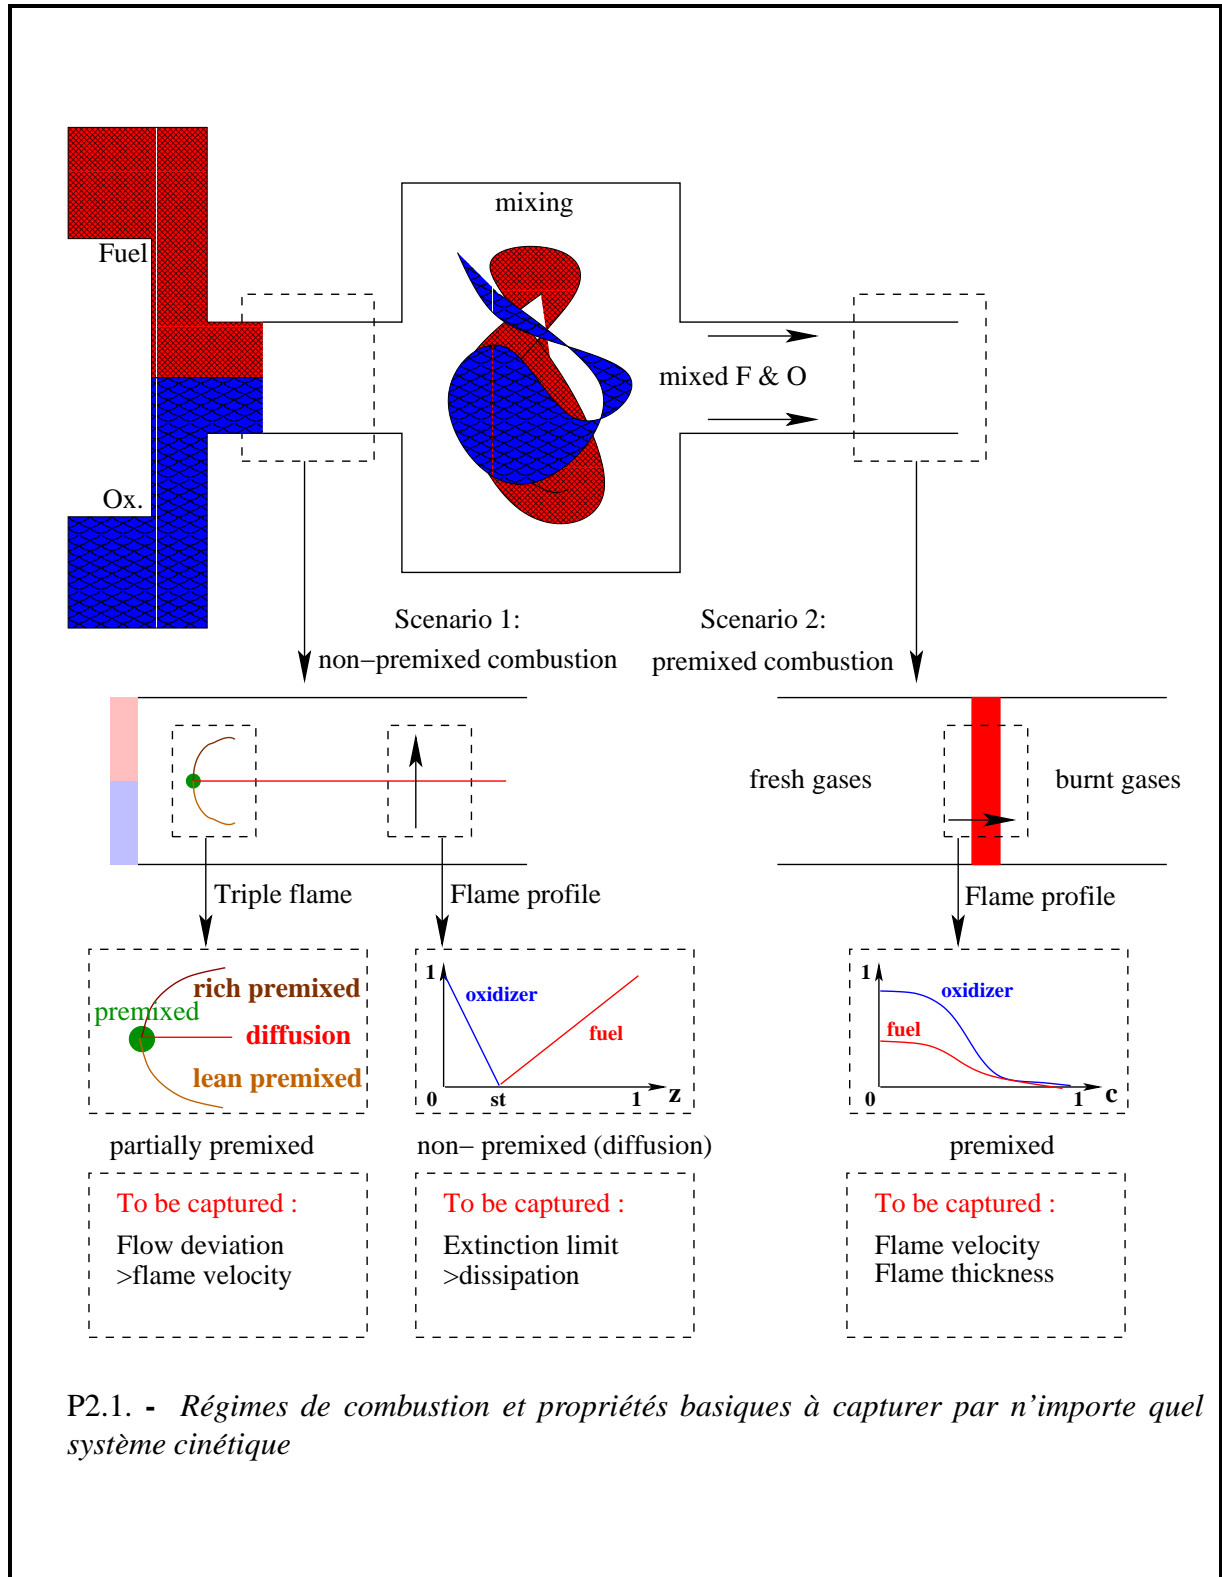 mixing
Fuel
mixed F & O
Ox.
Scenario 1:
non−premixed combustion
Scenario 2:
premixed combustion
fresh gases
burnt gases
Triple flame
Flame profile
Flame profile
rich premixed
premixed
diffusion
lean premixed
1
oxidizer
fuel
0
st
1
z
1
oxidizer
fuel
0
1
c
partially premixed
non− premixed (diffusion)
premixed
To be captured :
Flow deviation
>flame velocity
To be captured :
Extinction limit
>dissipation
To be captured :
Flame velocity
Flame thickness
P2.1. - Régimes de combustion et propriétés basiques à capturer par n'importe quel
système cinétique